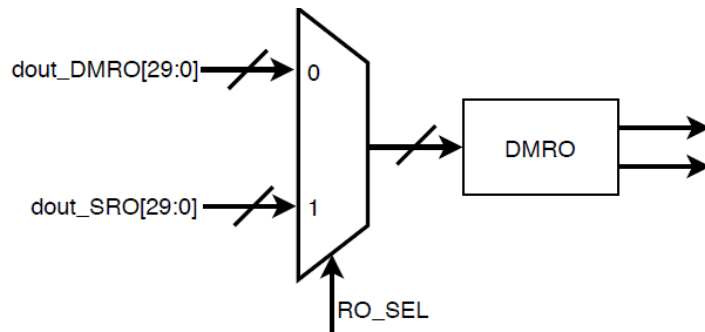 dout_DMRO[29:0]
0
DMRO
dout_SRO[29:0]
1
RO_SEL